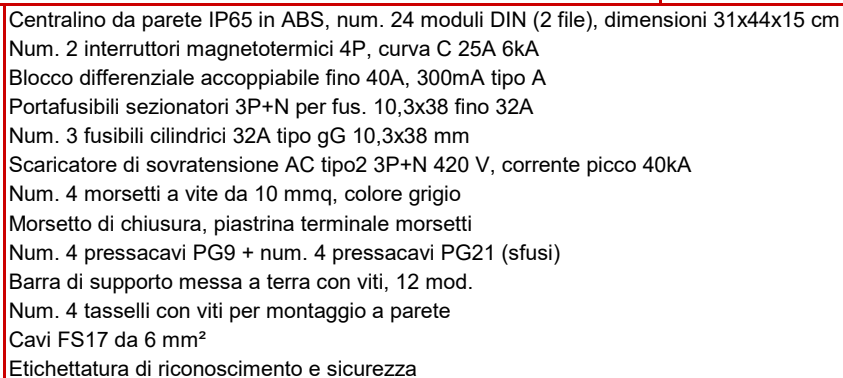 Centralino da parete IP65 in ABS, num. 24 moduli DIN (2 file), dimensioni 31x44x15 cm
Num. 2 interruttori magnetotermici 4P, curva C 25A 6kA
Blocco differenziale accoppiabile fino 40A, 300mA tipo A
Portafusibili sezionatori 3P+N per fus. 10,3x38 fino 32A
Num. 3 fusibili cilindrici 32A tipo gG 10,3x38 mm
Scaricatore di sovratensione AC tipo2 3P+N 420 V, corrente picco 40kA
Num. 4 morsetti a vite da 10 mmq, colore grigio
Morsetto di chiusura, piastrina terminale morsetti
Num. 4 pressacavi PG9 + num. 4 pressacavi PG21 (sfusi)
Barra di supporto messa a terra con viti, 12 mod.
Num. 4 tasselli con viti per montaggio a parete
Cavi FS17 da 6 mm²
Etichettatura di riconoscimento e sicurezza